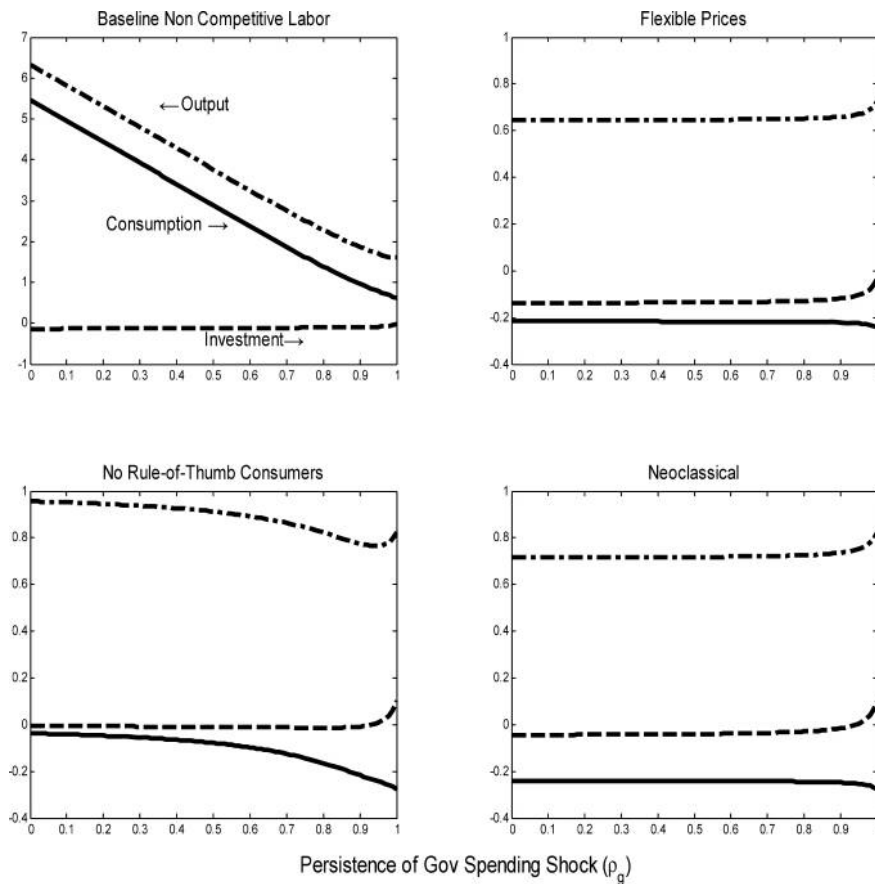 Baseline Non Competitive Labor
7
6
5
4
3
2
1
0
-1
←Output
Consumption →
Investment→
0 0.1 0.2 0.3 0.4 0.5 0.6 0.7 0.8 0.9 1
Flexible Prices
1
0.8
0.6
0.4
0.2
0
-0.2
-0.4
0 0.1 0.2 0.3 0.4 0.5 0.6 0.7 0.8 0.9
No Rule-of-Thumb Consumers
1
0.8
0.6
0.4
0.2
0
-0.2
-0.4
0 0.1 0.2 0.3 0.4 0.5 0.6 0.7 0.8 0.9 1
Neoclassical
1
0.8
0.6
0.4
0.2
0
-0.2
-0.4
0 0.1 0.2 0.3 0.4 0.5 0.6 0.7 0.8 0.9
Persistence of Gov Spending Shock (ρg)